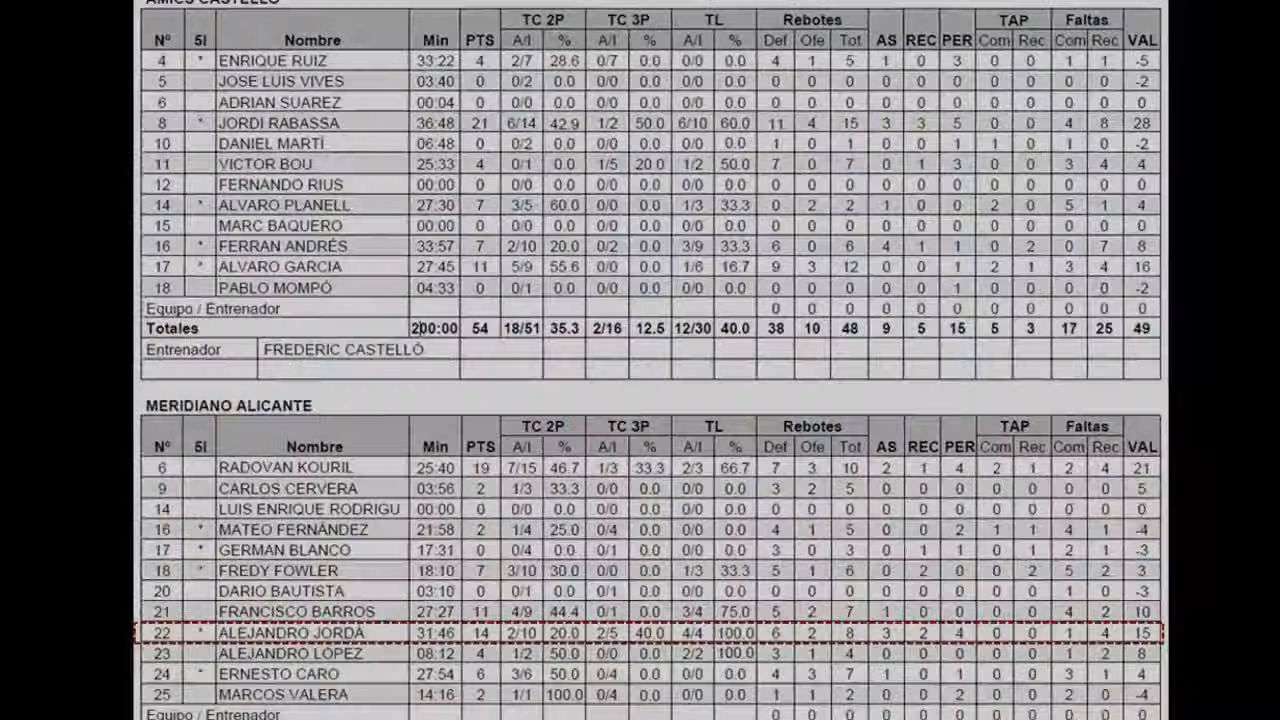 AMICS CASTELLÓ
TC 2P TC 3P TL Rebotes TAP Faltas
Nº 5I Nombre Min PTS A/I % A/I % A/I % Def Ofe Tot AS REC PER Com Rec Com Rec VAL
4 * ENRIQUE RUIZ 33:22 4 2/7 28.6 0/7 0.0 0/0 0.0 4 1 5 1 0 3 0 0 1 1 -5
5 JOSE LUIS VIVES 03:40 0 0/2 0.0 0/0 0.0 0/0 0.0 0 0 0 0 0 0 0 0 0 0 -2
6 ADRIAN SUAREZ 00:04 0 0/0 0.0 0/0 0.0 0/0 0.0 0 0 0 0 0 0 0 0 0 0 0
8 * JORDI RABASSA 36:48 21 6/14 42.9 1/2 50.0 6/10 60.0 11 4 15 3 3 5 0 0 4 8 28
10 DANIEL MARTÍ 06:48 0 0/2 0.0 0/0 0.0 0/0 0.0 1 0 1 0 0 1 1 0 1 0 -2
11 VICTOR BOU 25:33 4 0/1 0.0 1/5 20.0 1/2 50.0 7 0 7 0 1 3 0 0 3 4 4
12 FERNANDO RIUS 00:00 0 0/0 0.0 0/0 0.0 0/0 0.0 0 0 0 0 0 0 0 0 0 0 0
14 * ALVARO PLANELL 27:30 7 3/5 60.0 0/0 0.0 1/3 33.3 0 2 2 1 0 0 2 0 5 1 4
15 MARC BAQUERO 00:00 0 0/0 0.0 0/0 0.0 0/0 0.0 0 0 0 0 0 0 0 0 0 0 0
16 * FERRAN ANDRÉS 33:57 7 2/10 20.0 0/2 0.0 3/9 33.3 6 0 6 4 1 1 0 2 0 7 8
17 * ALVARO GARCIA 27:45 11 5/9 55.6 0/0 0.0 1/6 16.7 9 3 12 0 0 1 2 1 3 4 16
18 PABLO MOMPÓ 04:33 0 0/1 0.0 0/0 0.0 0/0 0.0 0 0 0 0 0 1 0 0 0 0 -2
Equipo / Entrenador 0 0 0 0 0 0 0 0 0 0 0
Totales 200:00 54 18/51 35.3 2/16 12.5 12/30 40.0 38 10 48 9 5 15 5 3 17 25 49
Entrenador FREDERIC CASTELLÓ
MERIDIANO ALICANTE
TC 2P TC 3P TL Rebotes TAP Faltas
Nº 5I Nombre Min PTS A/I % A/I % A/I % Def Ofe Tot AS REC PER Com Rec Com Rec VAL
6 RADOVAN KOURIL 25:40 19 7/15 46.7 1/3 33.3 2/3 66.7 7 3 10 2 1 4 2 1 2 4 21
9 CARLOS CERVERA 03:56 2 1/3 33.3 0/0 0.0 0/0 0.0 3 2 5 0 0 0 0 0 0 0 5
14 LUIS ENRIQUE RODRIGU 00:00 0 0/0 0.0 0/0 0.0 0/0 0.0 0 0 0 0 0 0 0 0 0 0 0
16 * MATEO FERNÁNDEZ 21:58 2 1/4 25.0 0/4 0.0 0/0 0.0 4 1 5 0 0 2 1 1 4 1 -4
17 * GERMAN BLANCO 17:31 0 0/4 0.0 0/1 0.0 0/0 0.0 3 0 3 0 1 1 0 0 2 1 -3
18 * FREDY FOWLER 18:10 7 3/10 30.0 0/0 0.0 1/3 33.3 5 1 6 0 2 0 0 2 5 2 3
20 DARIO BAUTISTA 03:10 0 0/1 0.0 0/1 0.0 0/0 0.0 0 0 0 0 0 0 0 0 1 0 -3
21 FRANCISCO BARROS 27:27 11 4/9 44.4 0/1 0.0 3/4 75.0 5 2 7 1 0 0 0 0 4 2 10
22 * ALEJANDRO JORDÁ 31:46 14 2/10 20.0 2/5 40.0 4/4 100.0 6 2 8 3 2 4 0 0 1 4 15
23 ALEJANDRO LÓPEZ 08:12 4 1/2 50.0 0/0 0.0 2/2 100.0 3 1 4 0 0 0 0 0 1 2 8
24 * ERNESTO CARO 27:54 6 3/6 50.0 0/0 0.0 0/0 0.0 4 3 7 1 0 1 0 0 3 1 4
25 MARCOS VALERA 14:16 2 1/1 100.0 0/4 0.0 0/0 0.0 1 1 2 0 0 2 0 0 2 0 -4
Equipo / Entrenador 0 0 0 0 0 0 0 0 0 0 0